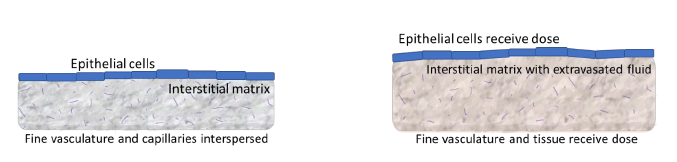 Epithelial cells
Interstitial matrix
Fine vasculature and capillaries interspersed
Epithelial cells receive dose
Interstitial matrix with extravasated fluid
Fine vasculature and tissue receive dose